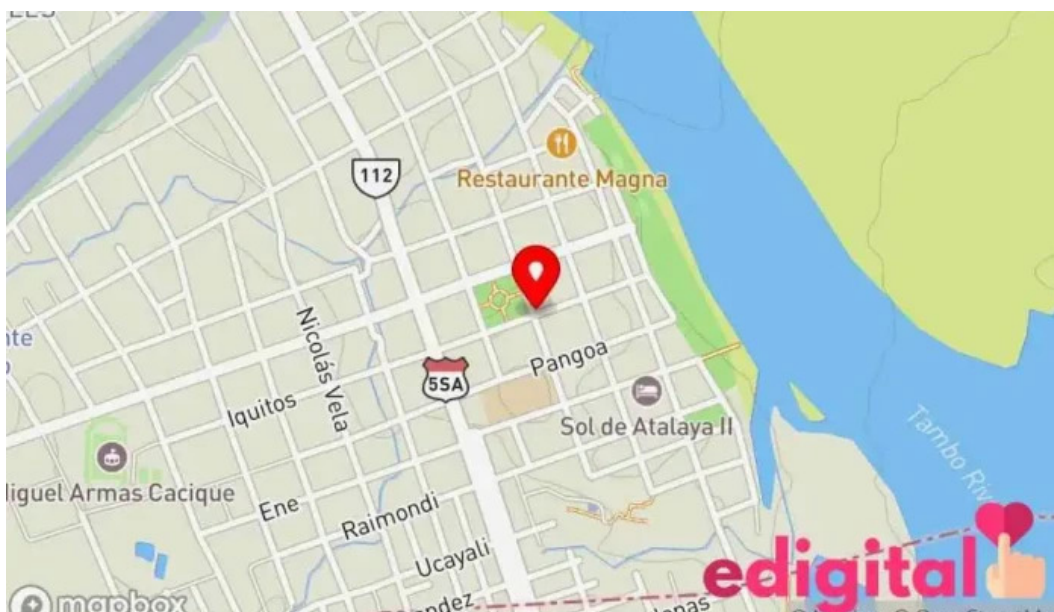 112
Restaurante Magna
Nicolás Vela
Pangoa
5SA
Iquitos
Sol de Atalaya II
Tambo
Miguel Armas Cacique
Ene
Raimondi
Ucayali
edigital
mapbox